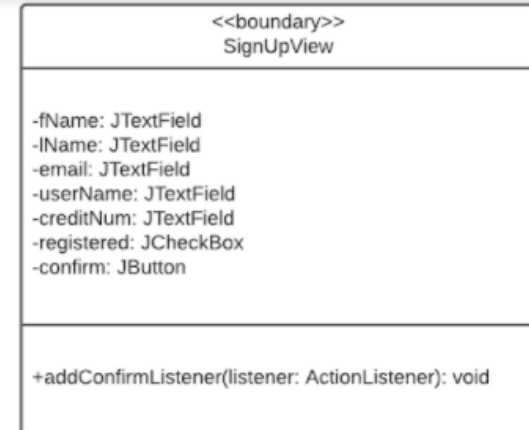 <<boundary>>
SignUpView
-fName: JTextField
-lName: JTextField
-email: JTextField
-userName: JTextField
-creditNum: JTextField
-registered: JCheckBox
-confirm: JButton
+addConfirmListener(listener: ActionListener): void